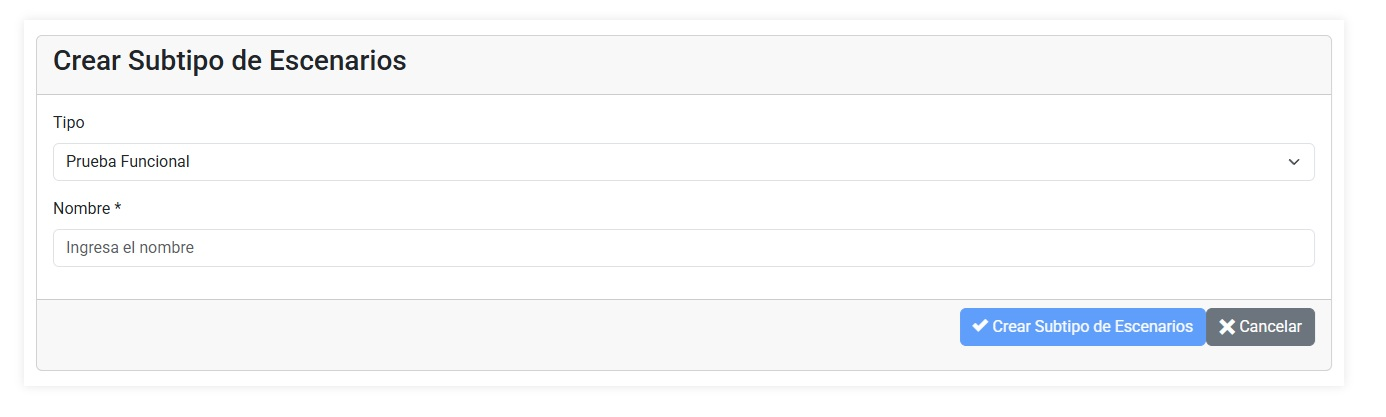 Crear Subtipo de Escenarios
Tipo
Prueba Funcional
Nombre *
Ingresa el nombre
Crear Subtipo de Escenarios
Cancelar